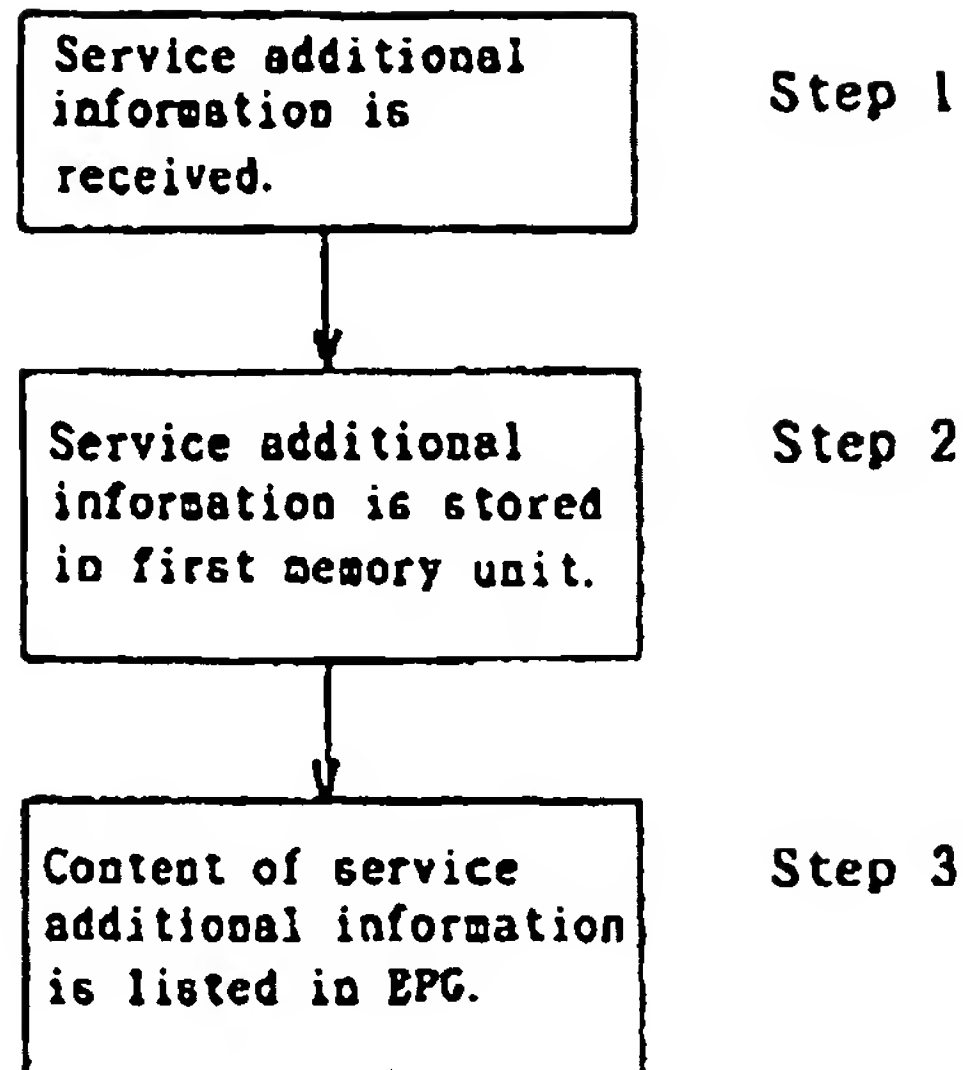 Service additional
information is
received.
Step 1
Service additional
information is stored
in first memory unit.
Step 2
Content of service
additional information
is listed in EPG.
Step 3